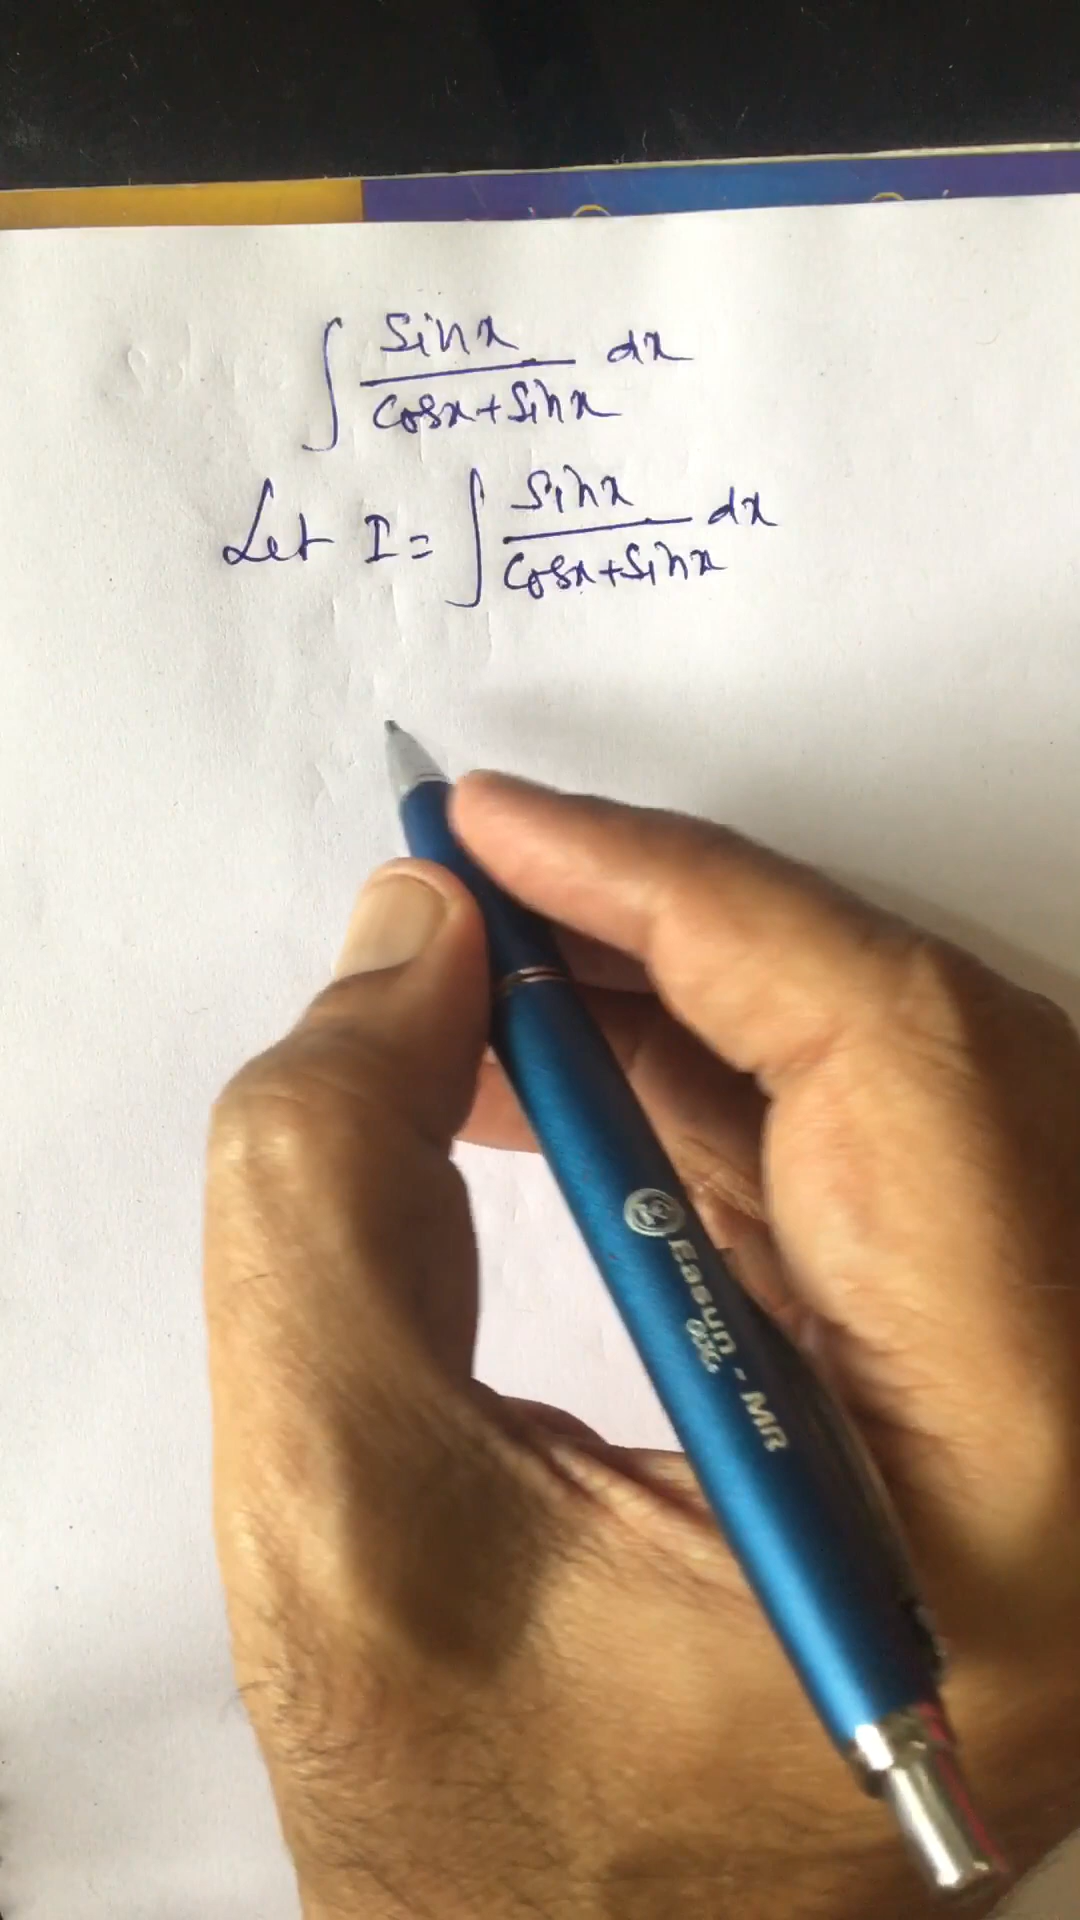 ∫ Sinx / Cosx+Sinx dx
Let I = ∫ Sinx / Cosx+Sinx dx
Easun - MR